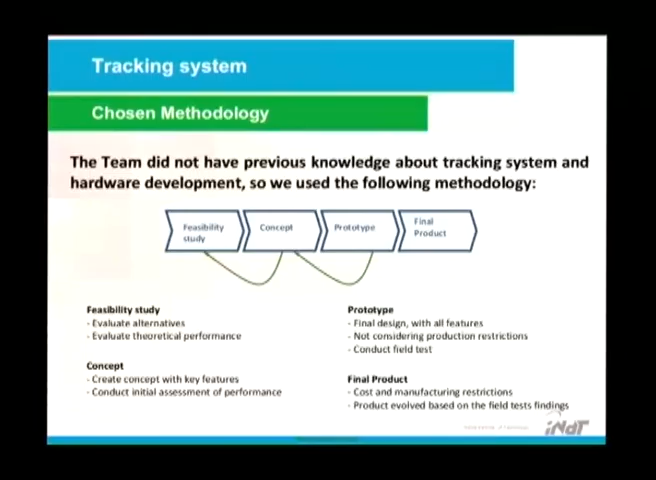 Tracking system
Chosen Methodology
The Team did not have previous knowledge about tracking system and
hardware development, so we used the following methodology:
Feasibility
study
Concept
Prototype
Final
Product
Feasibility study
- Evaluate alternatives
- Evaluate theoretical performance
Concept
- Create concept with key features
- Conduct initial assessment of performance
Prototype
- Final design, with all features
- Not considering production restrictions
- Conduct field test
Final Product
- Cost and manufacturing restrictions
- Product evolved based on the field tests findings
iNdT